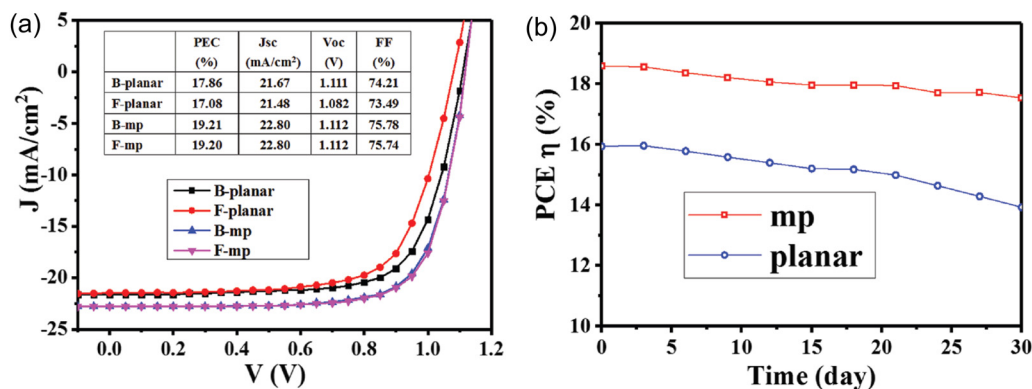 (a)
PEC Jsc Voc FF
(%) (mA/cm²) (V) (%)
B-planar 17.86 21.67 1.111 74.21
F-planar 17.08 21.48 1.082 73.49
B-mp 19.21 22.80 1.112 75.78
F-mp 19.20 22.80 1.112 75.74
B-planar
F-planar
B-mp
F-mp
J (mA/cm²)
5
0
-5
-10
-15
-20
-25
0.0 0.2 0.4 0.6 0.8 1.0 1.2
V (V)
(b)
PCE η (%)
20
18
16
14
12
10
mp
planar
0 5 10 15 20 25 30
Time (day)